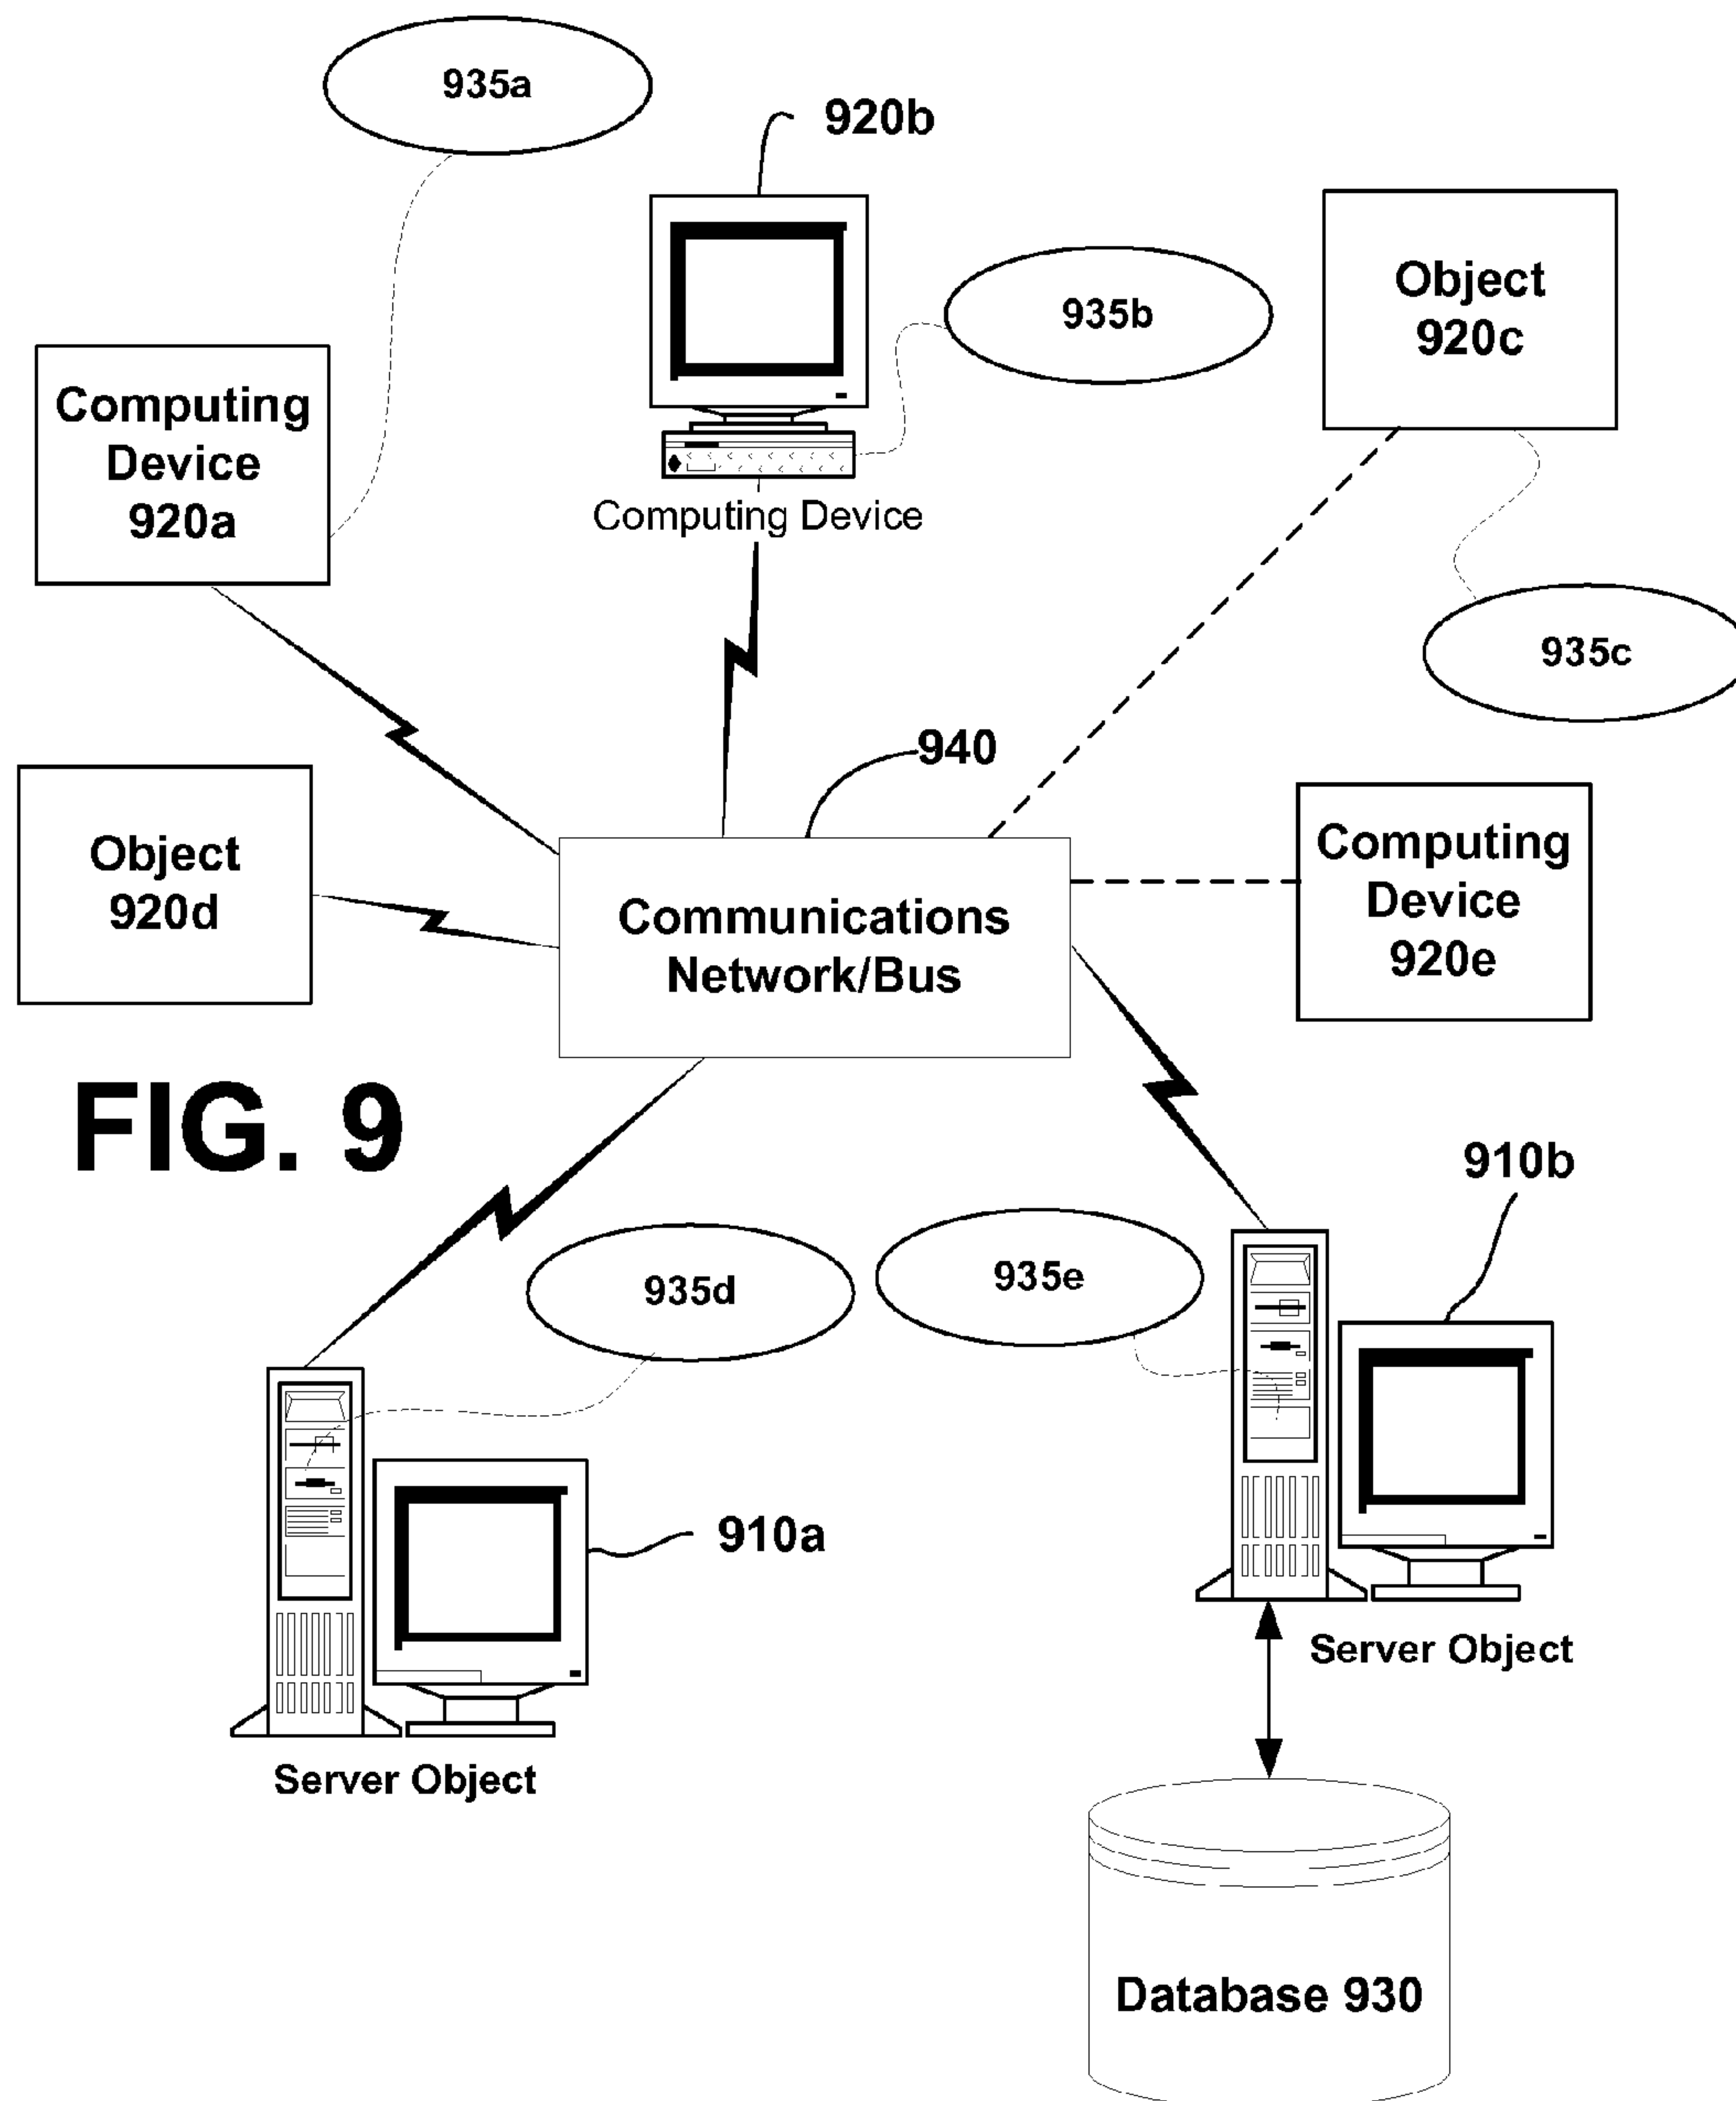 935a
920b
935b
Object
920c
Computing
Device
920a
Computing Device
935c
940
Object
920d
Communications
Network/Bus
Computing
Device
920e
FIG. 9
910b
935d
935e
910a
Server Object
Server Object
Database 930